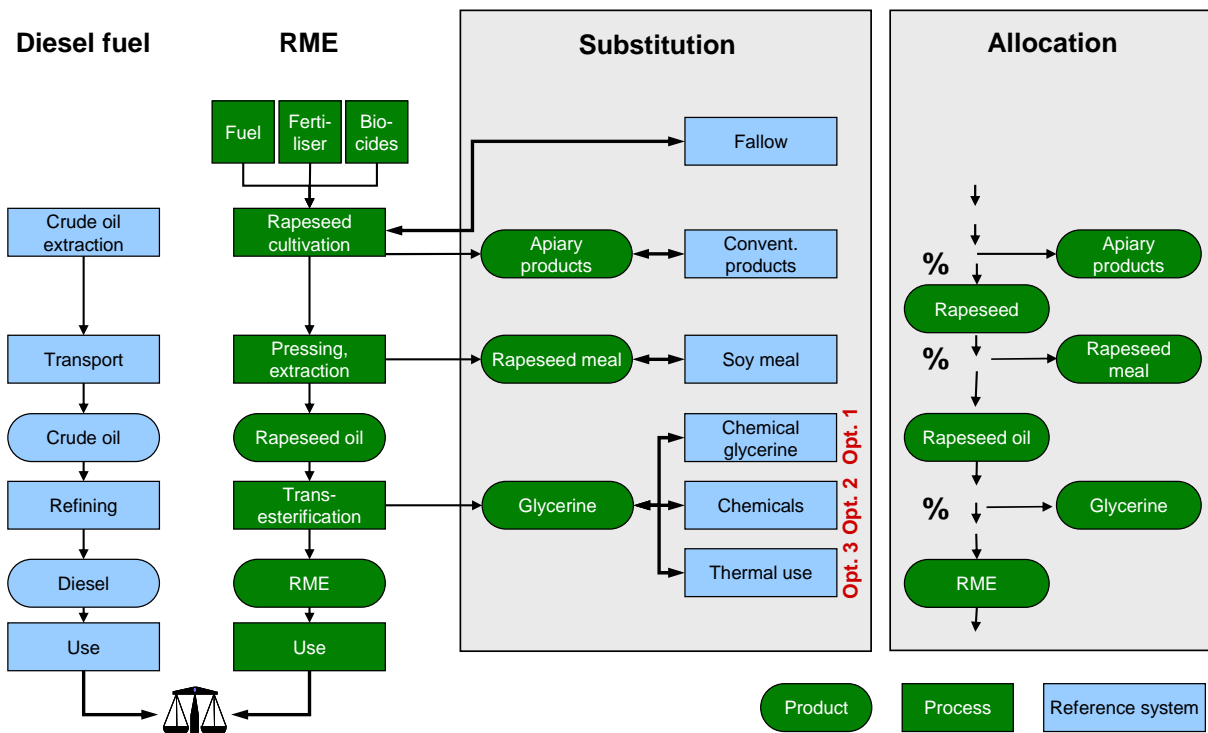 Diesel fuel
RME
Substitution
Allocation
Fuel
Ferti-
liser
Bio-
cides
Fallow
Crude oil
extraction
Rapeseed
cultivation
Apiary
products
Convent.
products
%
Apiary
products
Rapeseed
Transport
Pressing,
extraction
Rapeseed meal
Soy meal
%
Rapeseed
meal
Crude oil
Rapeseed oil
Chemical
glycerine
Opt. 1
Rapeseed oil
Refining
Trans-
esterification
Glycerine
Chemicals
Opt. 2
%
Glycerine
Diesel
RME
Thermal use
Opt. 3
RME
Use
Use
Product
Process
Reference system